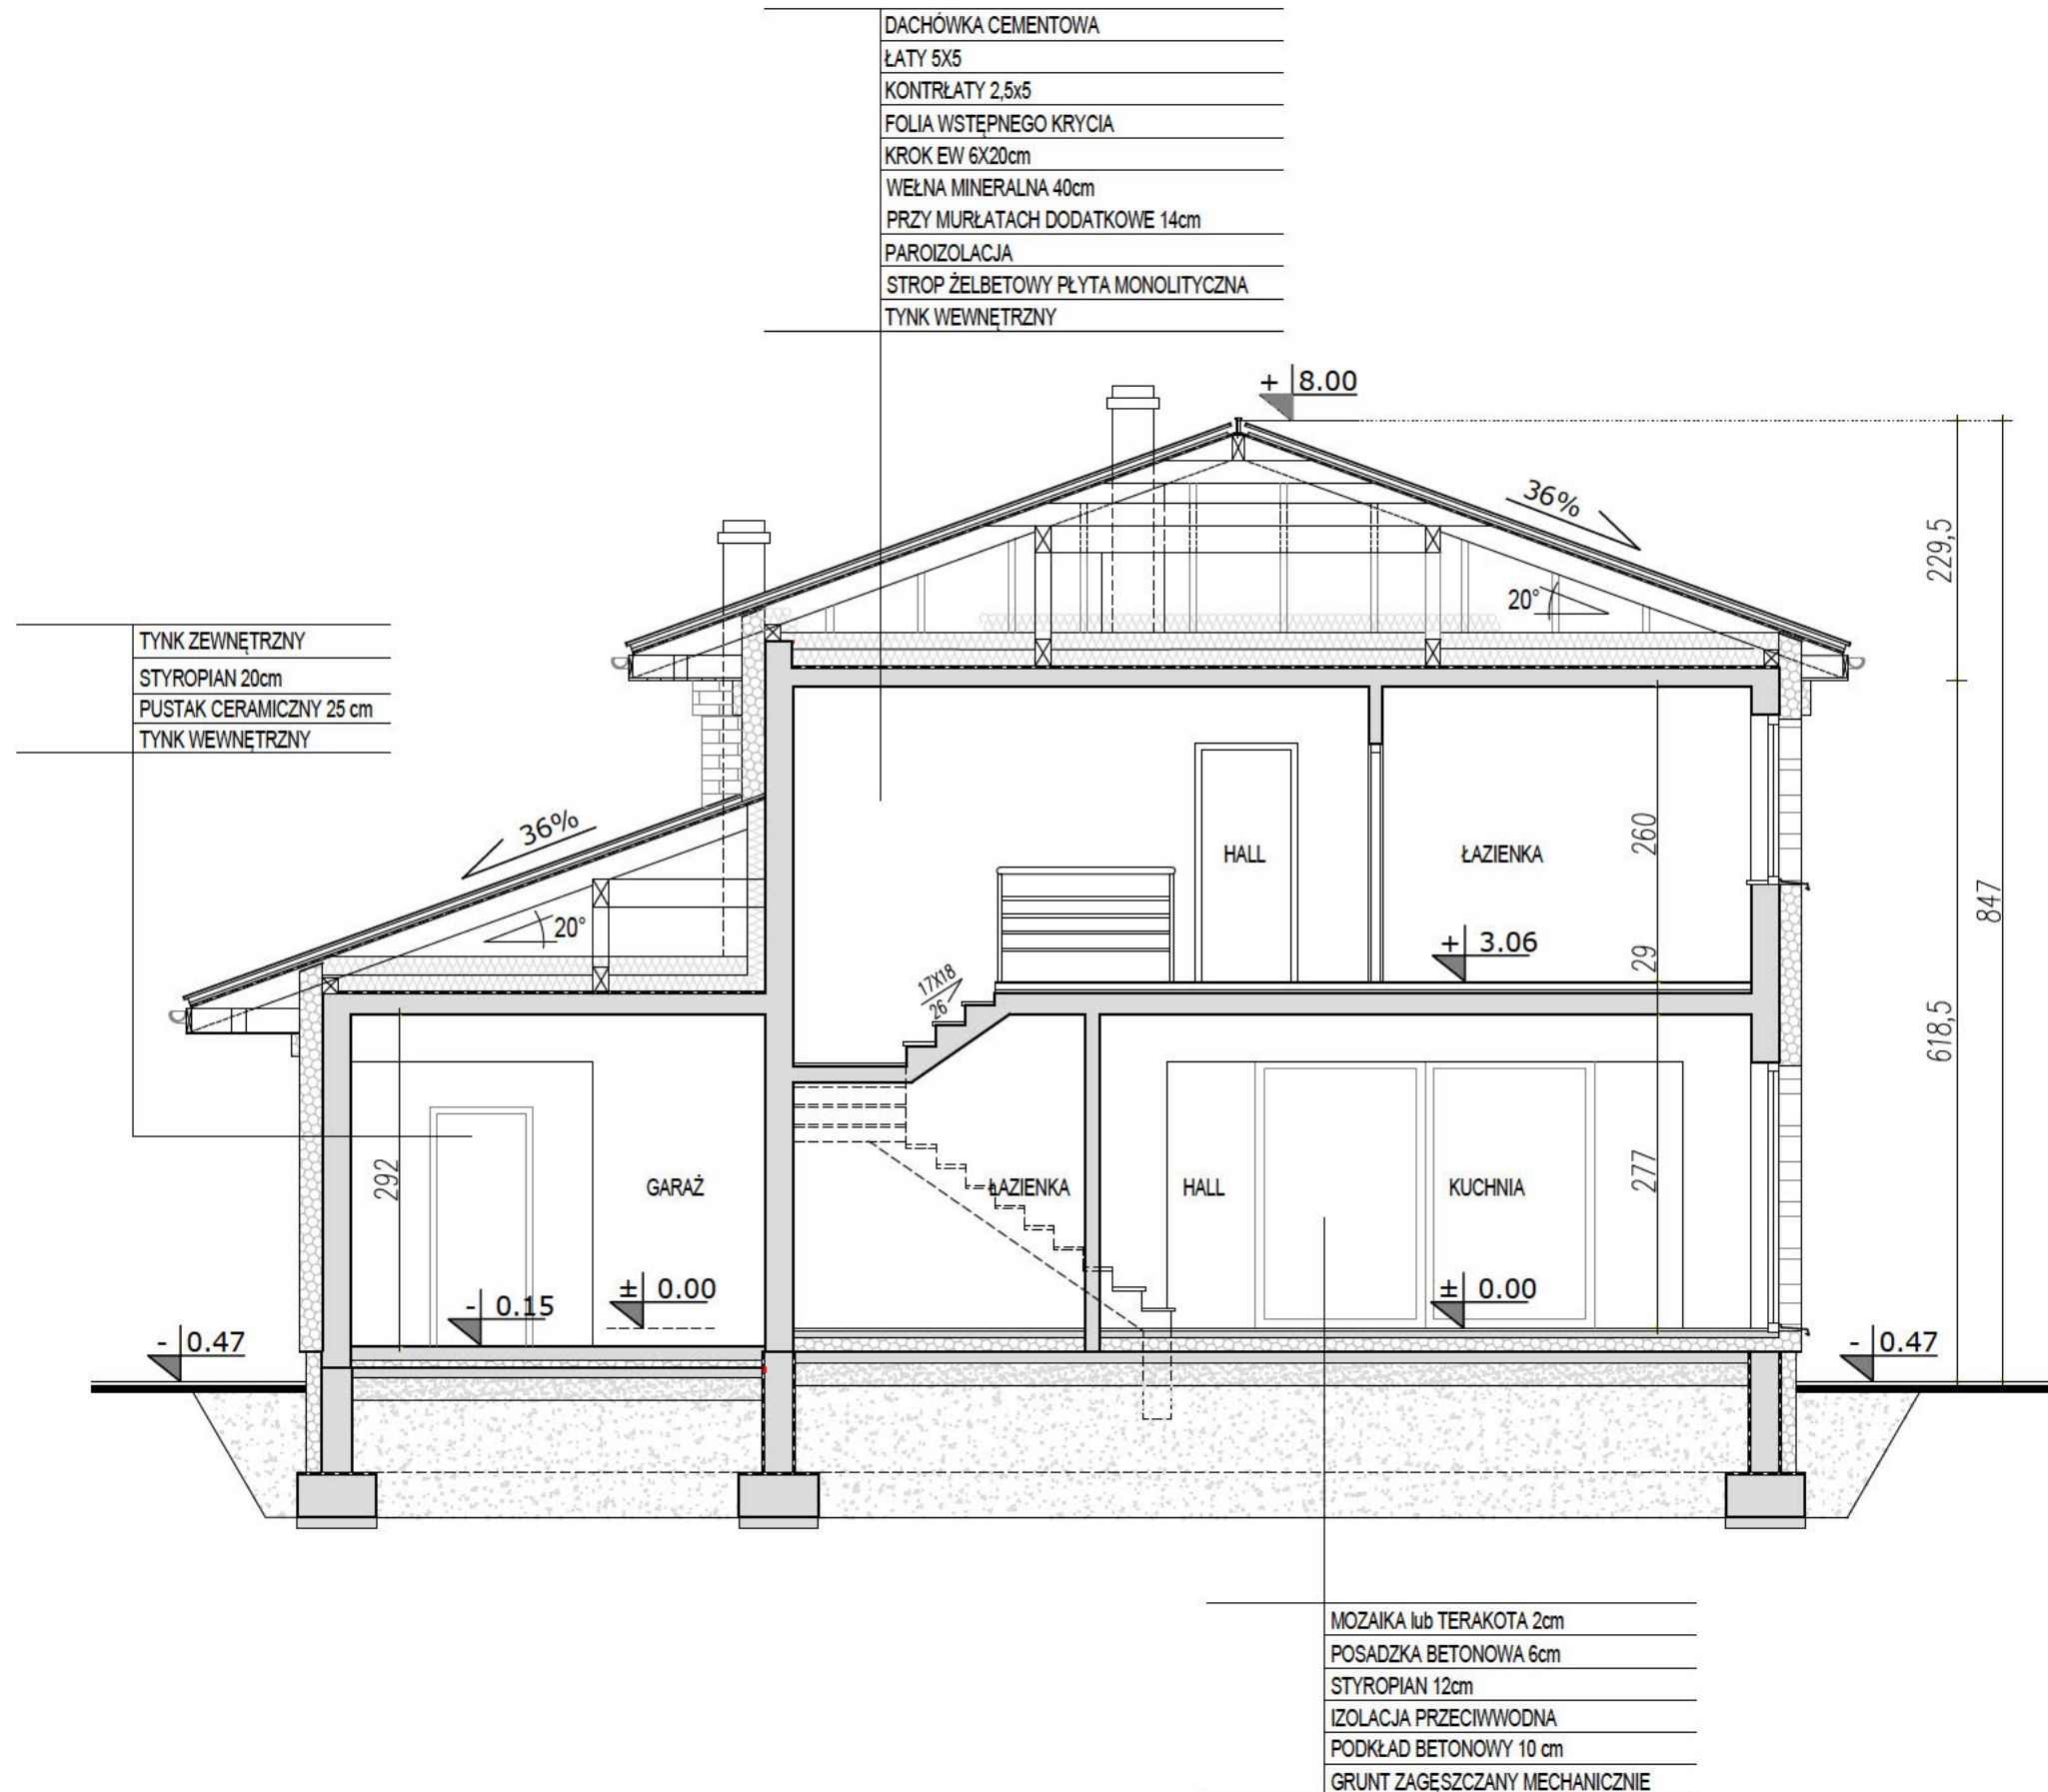 DACHÓWKA CEMENTOWA
ŁATY 5X5
KONTRŁATY 2,5x5
FOLIA WSTĘPNEGO KRYCIA
KROK EW 6X20cm
WEŁNA MINERALNA 40cm
PRZY MURŁATACH DODATKOWE 14cm
PAROIZOLACJA
STROP ŻELBETOWY PŁYTA MONOLITYCZNA
TYNK WEWNĘTRZNY
+ 8.00
36%
229,5
20°
TYNK ZEWNĘTRZNY
STYROPIAN 20cm
PUSTAK CERAMICZNY 25 cm
TYNK WEWNĘTRZNY
36%
20°
HALL
ŁAZIENKA
260
847
+ 3.06
29
17X18
26
618,5
292
GARAŻ
ŁAZIENKA
HALL
KUCHNIA
277
- 0.15
± 0.00
± 0.00
- 0.47
- 0.47
MOZAIKA lub TERAKOTA 2cm
POSADZKA BETONOWA 6cm
STYROPIAN 12cm
IZOLACJA PRZECIWWODNA
PODKŁAD BETONOWY 10 cm
GRUNT ZAGĘSZCZANY MECHANICZNIE